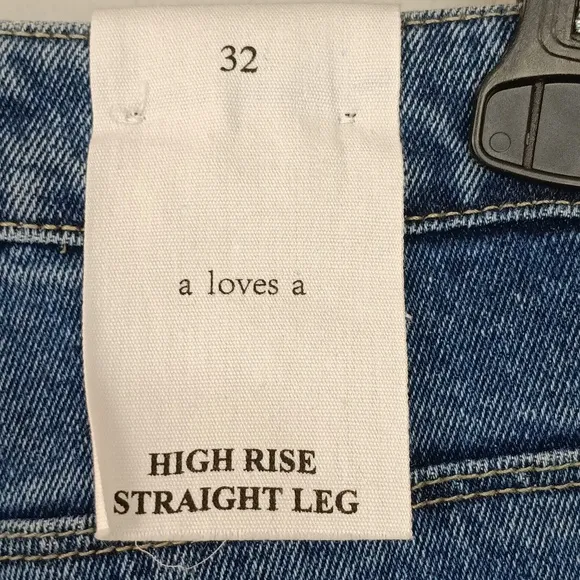 32
a loves a
HIGH RISE
STRAIGHT LEG